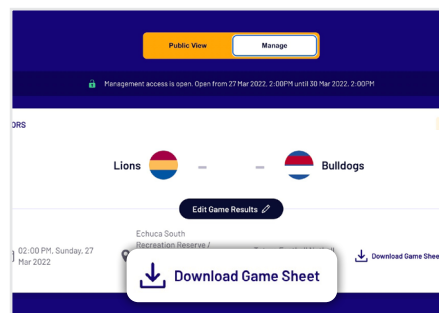 Public View Manage
Management access is open. Open from 27 Mar 2022, 2:00PM until 30 Mar 2022, 2:00PM
ORS
Lions – – Bulldogs
Edit Game Results
Echuca South
02:00 PM, Sunday, 27 Recreation Reserve / Download Game Shee
Mar 2022
Download Game Sheet